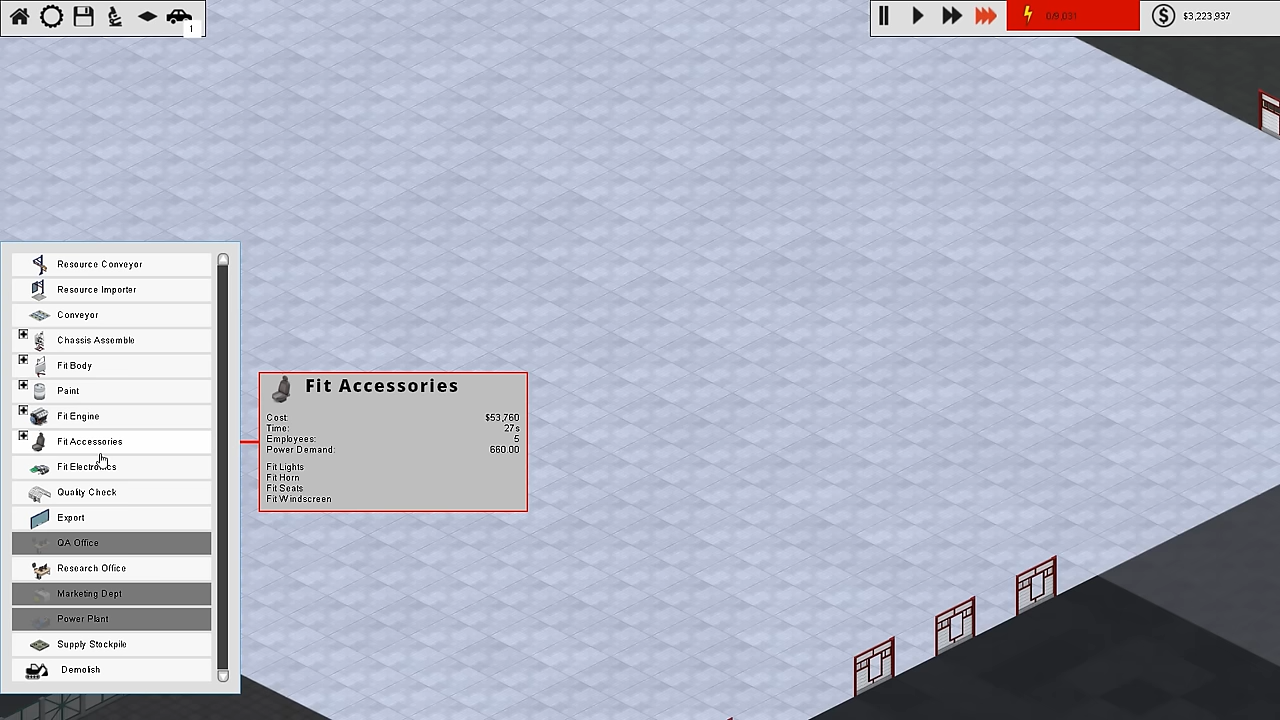 1
0/9,031
$3,223,937
Resource Conveyor
Resource Importer
Conveyor
Chassis Assemble
Fit Body
Paint
Fit Engine
Fit Accessories
Fit Electronics
Quality Check
Export
QA Office
Research Office
Marketing Dept
Power Plant
Supply Stockpile
Demolish
Fit Accessories
Cost: $53,760
Time: 27s
Employees: 5
Power Demand: 660.00
Fit Lights
Fit Horn
Fit Seats
Fit Windscreen